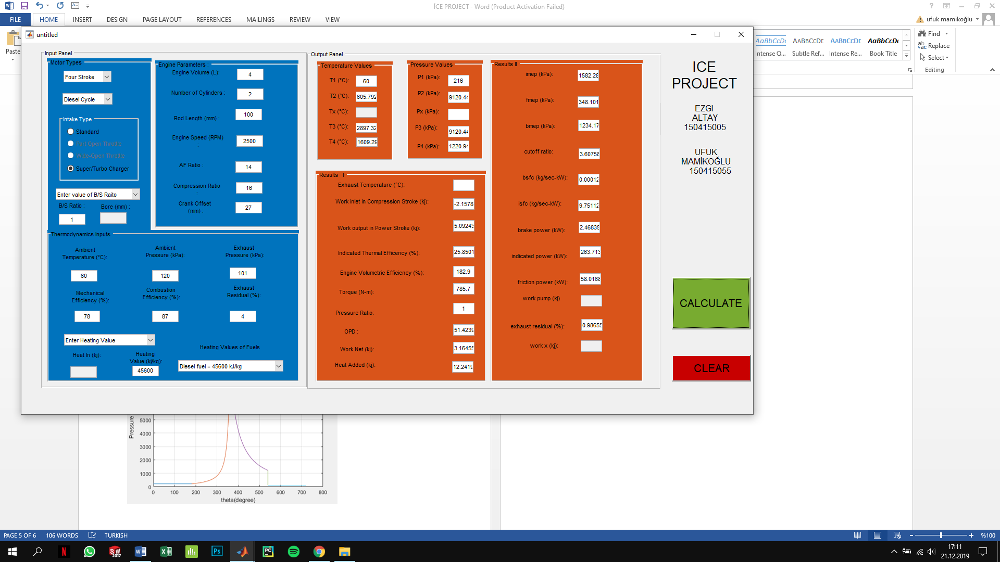 İCE PROJECT - Word (Product Activation Failed)
FILE HOME INSERT DESIGN PAGE LAYOUT REFERENCES MAILINGS REVIEW VIEW
ufuk mamikoğlu
Paste
AaBbCcDc AABBCCDE AABBCCDE AaBbCcDc
Intense Q... Subtle Ref... Intense Re... Book Title
Find
Replace
Select
Editing
untitled
Input Panel
Motor Types
Four Stroke
Diesel Cycle
Intake Type
Standard
Part Open Throttle
Wide-Open Throttle
Super/Turbo Charger
Enter value of B/S Raito
B/S Ratio :
Bore (mm) :
1
Engine Parameters :
Engine Volume (L):
4
Number of Cylinders :
2
Rod Length (mm) :
100
Engine Speed (RPM)
:
2500
AF Ratio :
14
Compression Ratio
:
16
Crank Offset
(mm) :
27
Thermodynamics Inputs
Ambient
Temperature (°C):
60
Ambient
Pressure (kPa):
120
Exhaust
Pressure (kPa):
101
Mechanical
Efficiency (%):
78
Combustion
Efficiency (%):
87
Exhaust
Residual (%):
4
Enter Heating Value
Heat In (kj):
Heating
Value (kj/kg):
45600
Heating Values of Fuels
Diesel fuel = 45600 kJ/kg
Output Panel
Temperature Values
T1 (°C):
60
T2 (°C):
605.792
Tx (°C):
T3 (°C):
2897.32
T4 (°C):
1609.29
Pressure Values
P1 (kPa):
216
P2 (kPa):
9120.44
Px (kPa):
P3 (kPa):
9120.44
P4 (kPa):
1220.94
Results I
Exhaust Temperature (°C):
Work inlet in Compression Stroke (kj):
-2.1578
Work output in Power Stroke (kj):
5.09243
Indicated Thermal Efficency (%):
25.8501
Engine Volumetric Efficiency (%):
182.9
Torque (N-m):
785.7
Pressure Ratio:
1
OPD :
51.4239
Work Net (kj):
3.16455
Heat Added (kj):
12.2419
Results II
imep (kPa):
1582.28
fmep (kPa):
348.101
bmep (kPa):
1234.17
cutoff ratio:
3.60758
bsfc (kg/sec-kW):
0.00012
isfc (kg/sec-kW):
9.75112
brake power (kW):
2.46835
indicated power (kW):
263.713
friction power (kW):
58.0168
work pump (kj)
exhaust residual (%):
0.98655
work x (kj):
ICE
PROJECT
EZGI
ALTAY
150415005
UFUK
MAMİKOĞLU
150415055
CALCULATE
CLEAR
Pressure
5000
4000
3000
2000
1000
0
0 100 200 300 400 500 600 700 800
theta(degree)
PAGE 5 OF 6 106 WORDS TURKISH
%100
17:11
21.12.2019